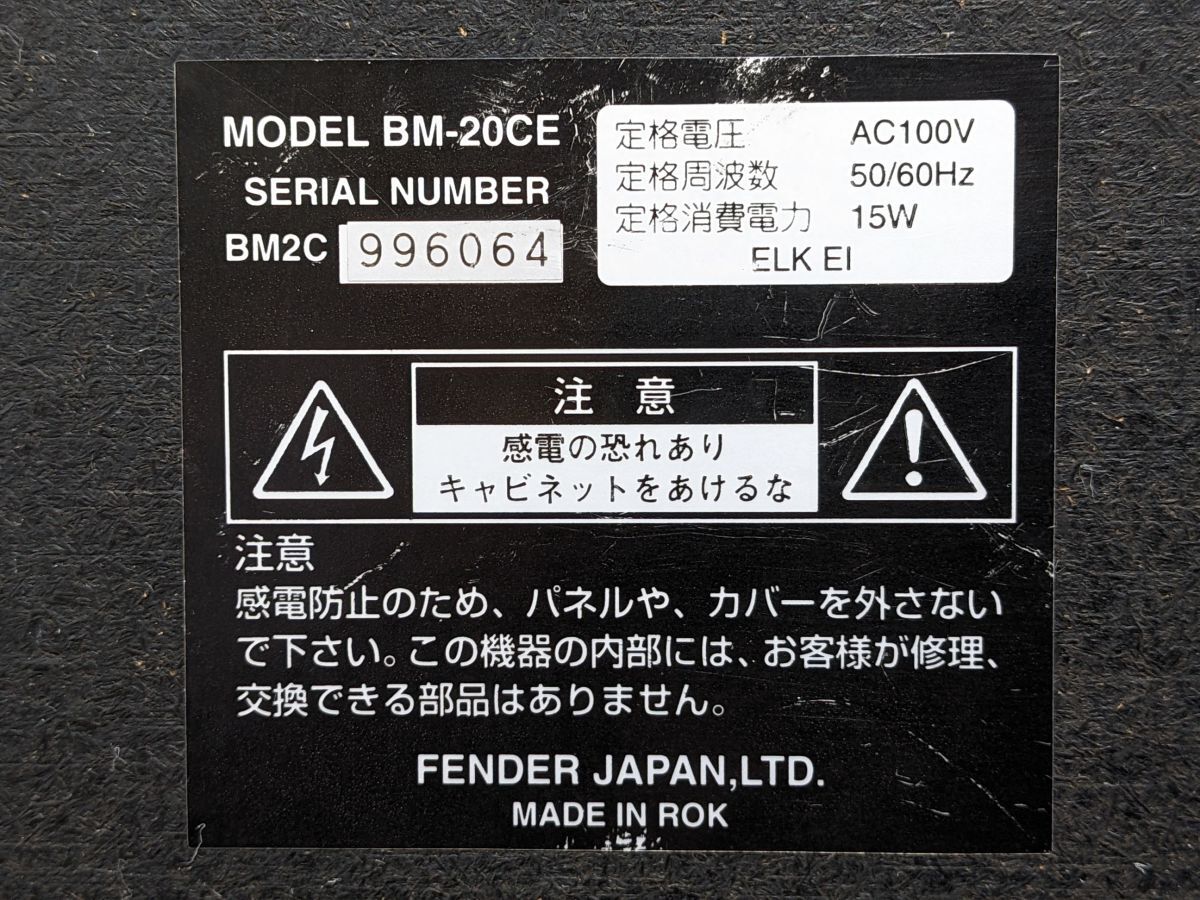 MODEL BM-20CE
SERIAL NUMBER
BM2C 996064
定格電圧 AC100V
定格周波数 50/60Hz
定格消費電力 15W
ELK EI
注意
感電の恐れあり
キャビネットをあけるな
注意
感電防止のため、パネルや、カバーを外さない
で下さい。この機器の内部には、お客様が修理、
交換できる部品はありません。
FENDER JAPAN,LTD.
MADE IN ROK